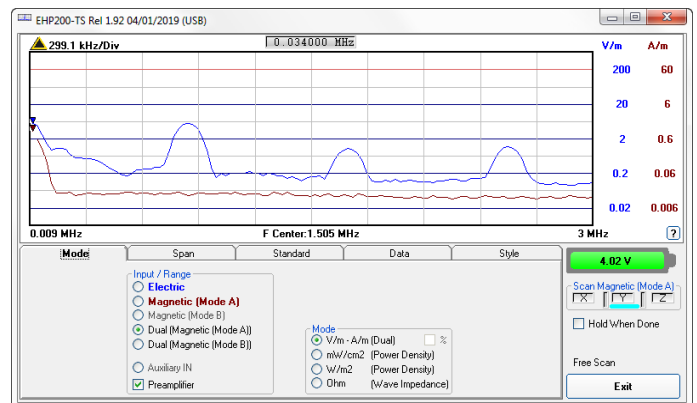 EHP200-TS Rel 1.92 04/01/2019 (USB)
299.1 kHz/Div 0.034000 MHz V/m A/m
200 60
20 6
2 0.6
0.2 0.06
0.02 0.006
0.009 MHz F Center:1.505 MHz 3 MHz ?
Mode Span Standard Data Style
4.02 V
Input / Range
Electric
Magnetic (Mode A)
Magnetic (Mode B)
Dual (Magnetic (Mode A))
Dual (Magnetic (Mode B))
Auxiliary IN
Preamplifier
Mode
V/m - A/m (Dual) %
mW/cm2 (Power Density)
W/m2 (Power Density)
Ohm (Wave Impedance)
Scan Magnetic (Mode A)
X Y Z
Hold When Done
Free Scan
Exit